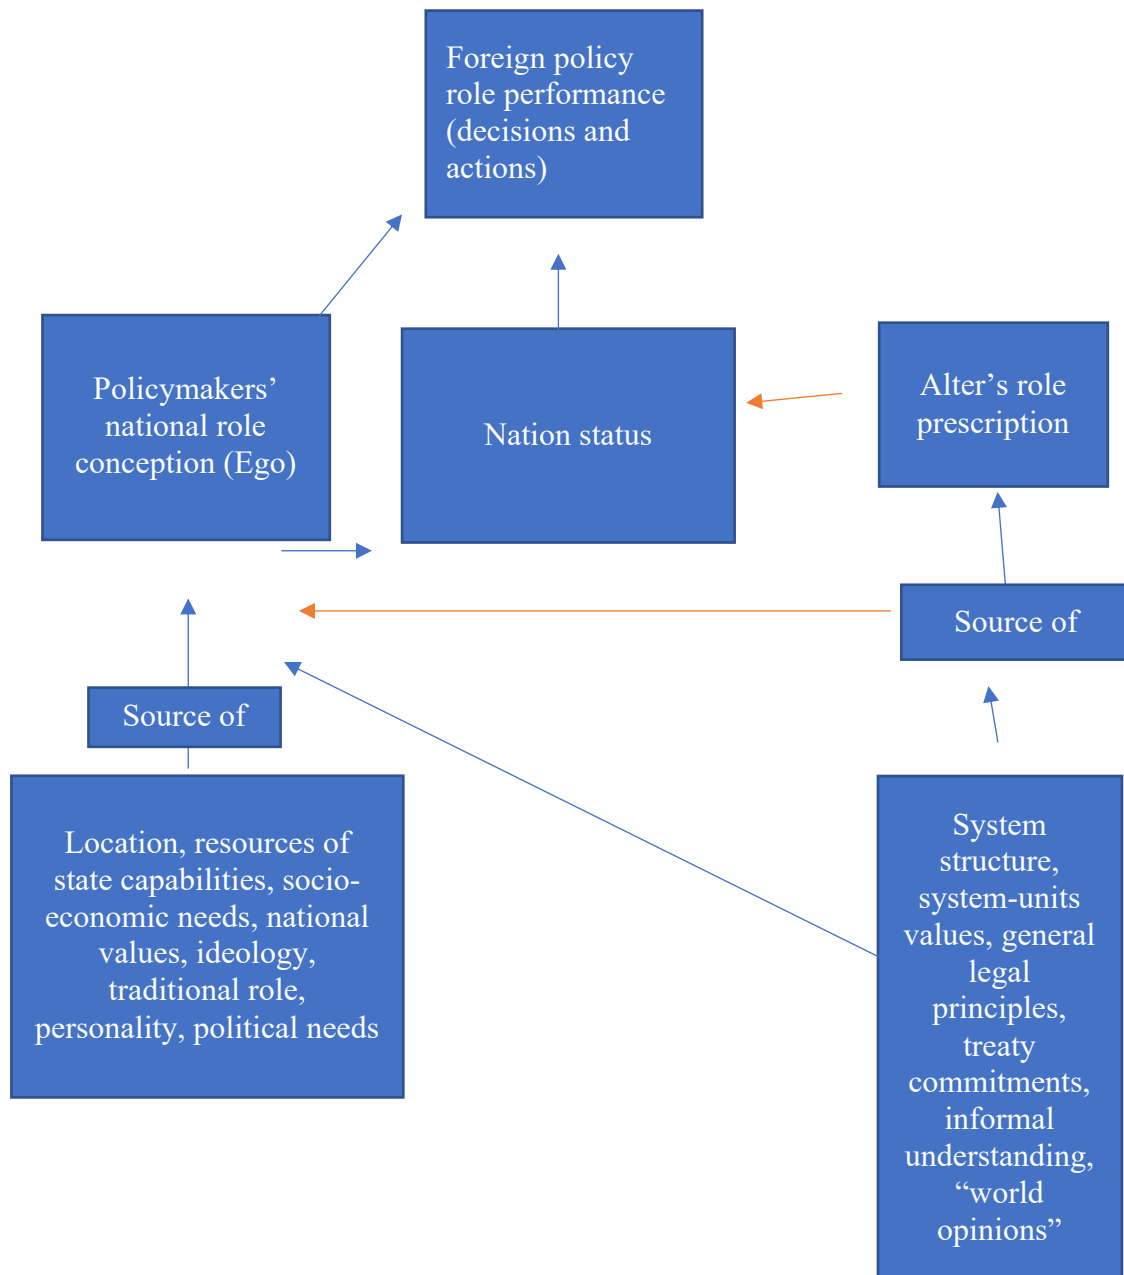 Foreign policy
role performance
(decisions and
actions)
Policymakers’
national role
conception (Ego)
Nation status
Alter’s role
prescription
Source of
Source of
Location, resources of
state capabilities, socio-
economic needs, national
values, ideology,
traditional role,
personality, political needs
System
structure,
system-units
values, general
legal
principles,
treaty
commitments,
informal
understanding,
“world
opinions”